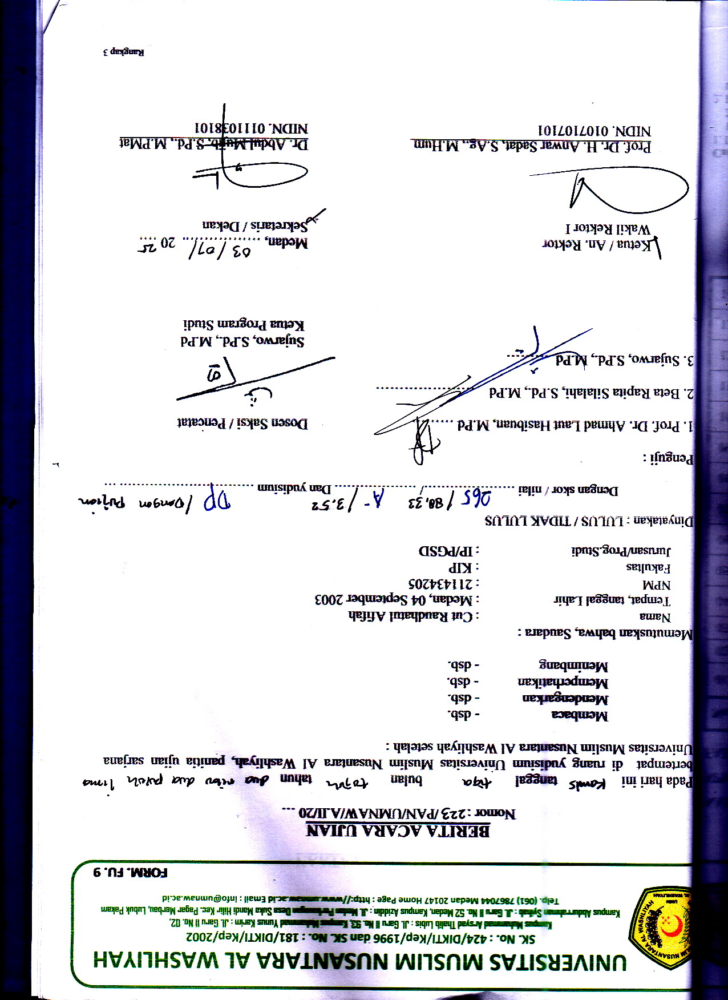 UNIVERSITAS MUSLIM NUSANTARA AL WASHLIYAH
SK. No. : 424/DIKTI/Kep/1996 dan SK. No. : 181/DIKTI/Kep/2002
Kampus Muhammad Arsyad Thalib Lubis : Jl. Garu II No. 93, Kampus Muhammad Yunus Karim : Jl. Garu II No. 02,
Kampus Abdurrahman Syihab : Jl. Garu II No. 52 Medan, Kampus Aziddin : Jl. Medan Perbaungan Desa Suka Mandi Hilir Kec. Pagar Merbau, Lubuk Pakam
Telp. (061) 7867044 Medan 20147 Home Page : http://www.umnaw.ac.id Email : info@umnaw.ac.id
FORM. FU. 9
BERITA ACARA UJIAN
Nomor : 223/PAN/UMNAW/A.II/20 ...
Pada hari ini Kamis tanggal tiga bulan tujuh tahun dua ribu dua puluh lima
bertempat di ruang yudisium Universitas Muslim Nusantara Al Washliyah, panitia ujian sarjana
Universitas Muslim Nusantara Al Washliyah setelah :
Membaca - dsb.
Mendengarkan - dsb.
Memperhatikan - dsb.
Menimbang - dsb.
Memutuskan bahwa, Saudara :
Nama : Cut Raudhatul Afifah
Tempat, tanggal Lahir : Medan, 04 September 2003
NPM : 211434205
Fakultas : KIP
Jurusan/Prog.Studi : IP/PGSD
Dinyatakan : LULUS / TIDAK LULUS
Dengan skor / nilai 265 / 88,33 A- / 3.52 Dan yudisium DP / Dengan Pujian
Penguji :
1. Prof. Dr. Ahmad Laut Hasibuan, M.Pd ......
Dosen Saksi / Pencatat
2. Beta Rapita Silalahi, S.Pd., M.Pd ..................
3. Sujarwo, S.Pd., M.Pd ............
Sujarwo, S.Pd., M.Pd
Ketua Program Studi
Ketua / An. Rektor
Wakil Rektor I
Medan, 03/07/ 20 25
Sekretaris / Dekan
Prof. Dr. H. Anwar Sadat, S.Ag., M.Hum
NIDN. 0107107101
Dr. Abdul Mujib, S.Pd., M.PMat
NIDN. 0111038101
Rangkap 3